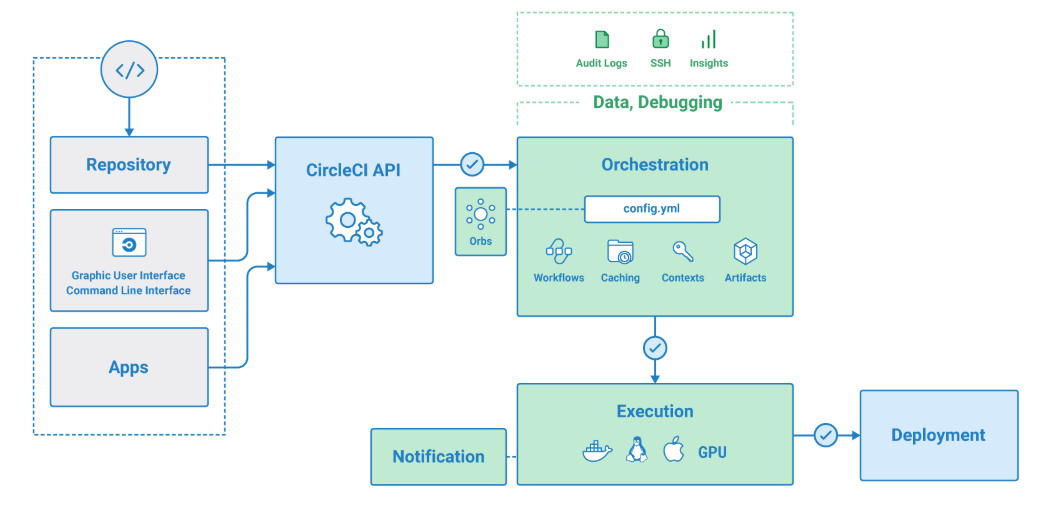 Audit Logs
SSH
Insights
Data, Debugging
</>
Repository
Graphic User Interface
Command Line Interface
Apps
CircleCI API
Orbs
Orchestration
config.yml
Workflows
Caching
Contexts
Artifacts
Execution
GPU
Notification
Deployment